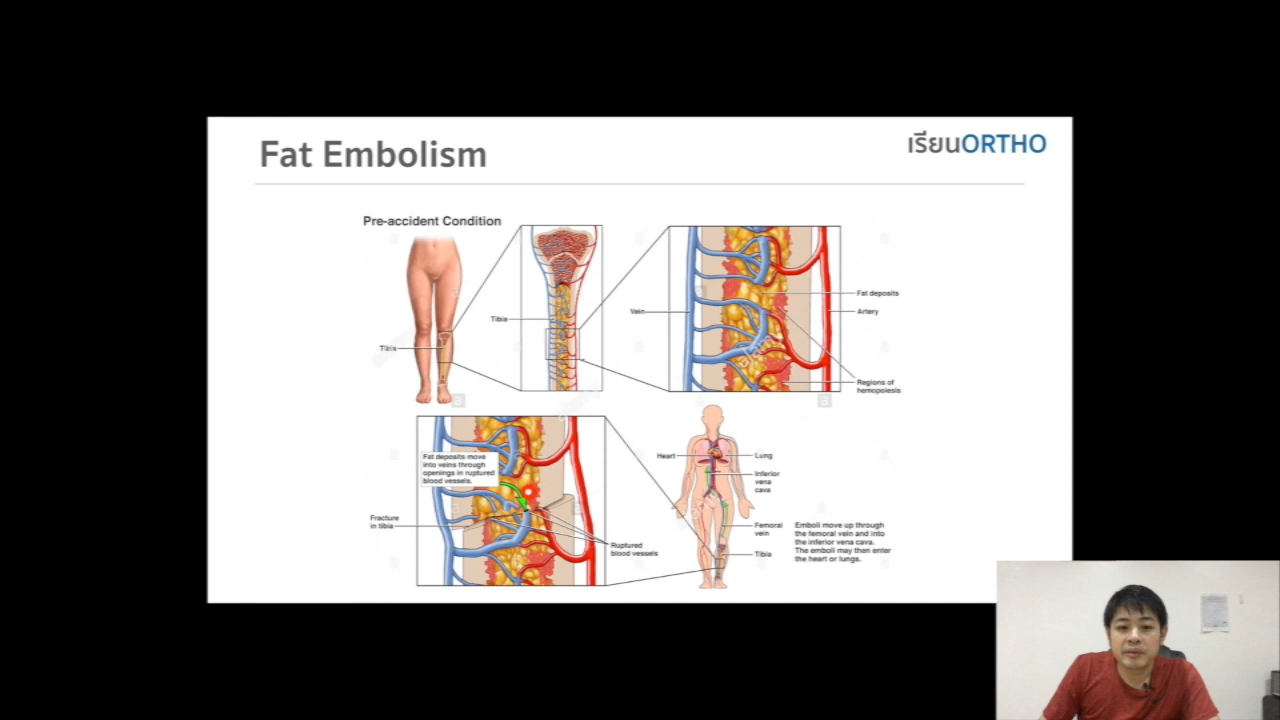 Fat Embolism
เรียนORTHO
Pre-accident Condition
Tibia
Tibia
Vein
Fat deposits
Artery
Regions of
hemopoiesis
alamy
Fat deposits move
into veins through
openings in ruptured
blood vessels.
Fracture
in tibia
Ruptured
blood vessels
Heart
Lung
Inferior
vena
cava
Femoral
vein
Tibia
Emboli move up through
the femoral vein and into
the inferior vena cava.
The emboli may then enter
the heart or lungs.